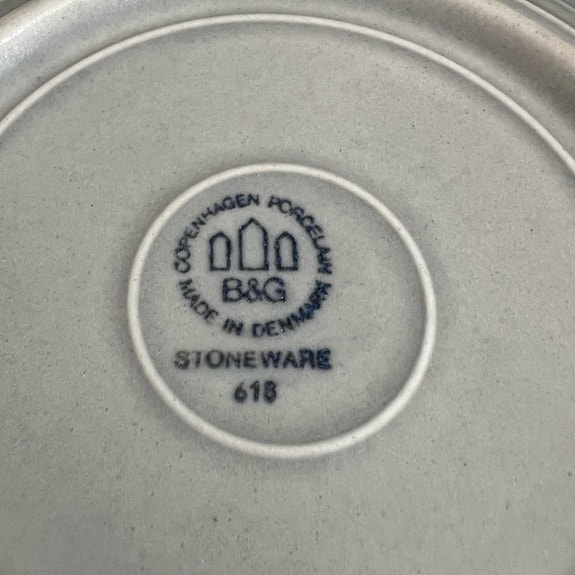 COPENHAGEN PORCELAIN
B&G
MADE IN DENMARK
STONEWARE
618